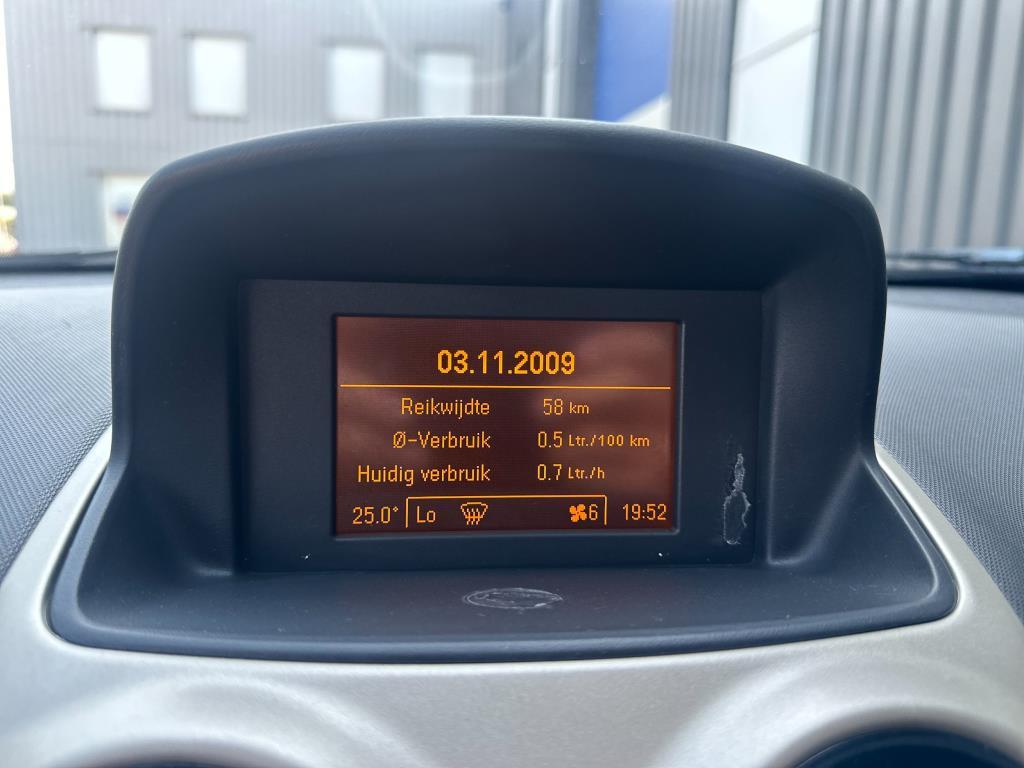 03.11.2009
Reikwijdte 58 km
Ø-Verbruik 0.5 Ltr./100 km
Huidig verbruik 0.7 Ltr./h
25.0° Lo 6 19:52